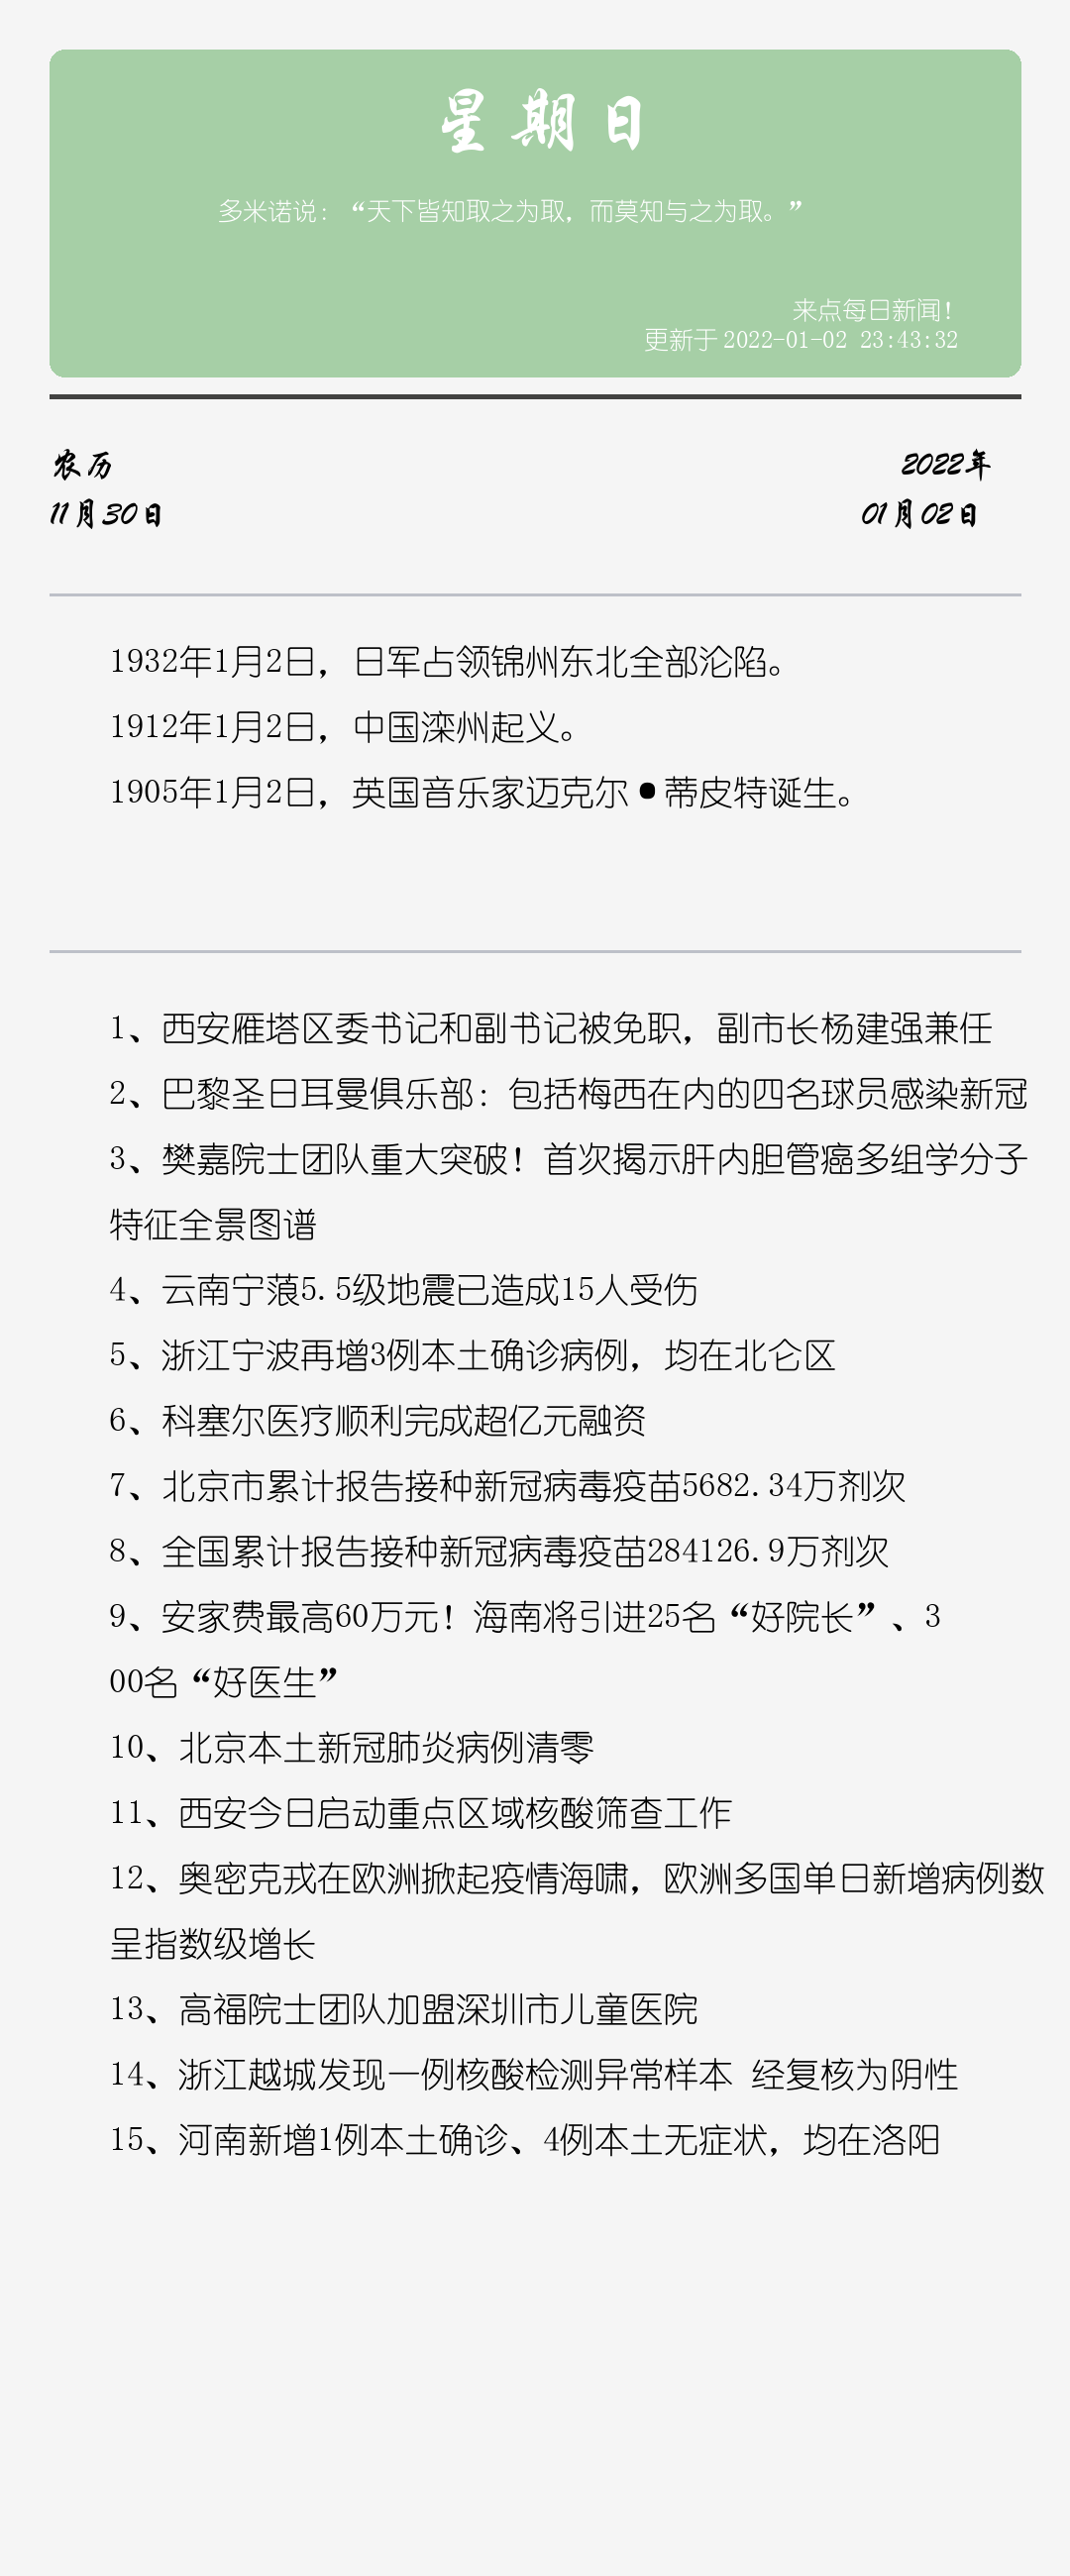 星期日
多米诺说：“天下皆知取之为取，而莫知与之为取。”
来点每日新闻！
更新于 2022-01-02 23:43:32
农历
2022年
11月30日
01月02日
1932年1月2日，日军占领锦州东北全部沦陷。
1912年1月2日，中国滦州起义。
1905年1月2日，英国音乐家迈克尔•蒂皮特诞生。
1、西安雁塔区委书记和副书记被免职，副市长杨建强兼任
2、巴黎圣日耳曼俱乐部：包括梅西在内的四名球员感染新冠
3、樊嘉院士团队重大突破！首次揭示肝内胆管癌多组学分子
特征全景图谱
4、云南宁蒗5.5级地震已造成15人受伤
5、浙江宁波再增3例本土确诊病例，均在北仑区
6、科塞尔医疗顺利完成超亿元融资
7、北京市累计报告接种新冠病毒疫苗5682.34万剂次
8、全国累计报告接种新冠病毒疫苗284126.9万剂次
9、安家费最高60万元！海南将引进25名“好院长”、3
00名“好医生”
10、北京本土新冠肺炎病例清零
11、西安今日启动重点区域核酸筛查工作
12、奥密克戎在欧洲掀起疫情海啸，欧洲多国单日新增病例数
呈指数级增长
13、高福院士团队加盟深圳市儿童医院
14、浙江越城发现一例核酸检测异常样本 经复核为阴性
15、河南新增1例本土确诊、4例本土无症状，均在洛阳